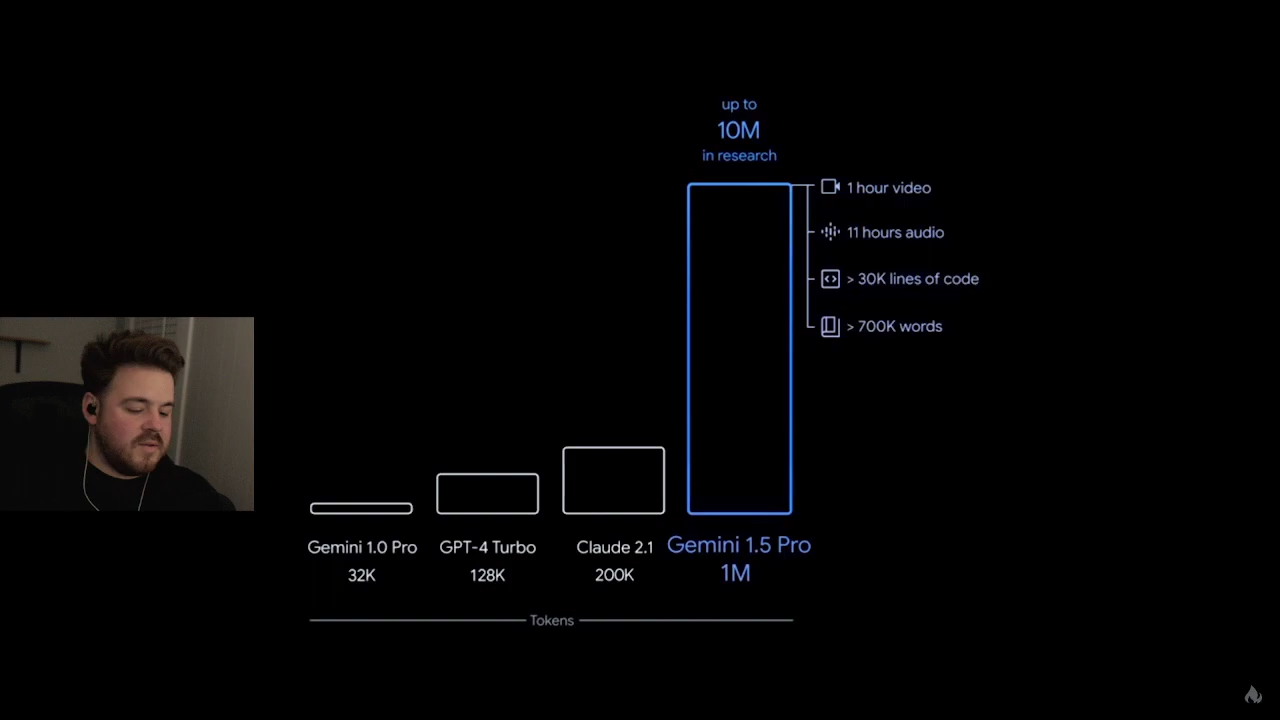 up to
10M
in research
1 hour video
11 hours audio
> 30K lines of code
> 700K words
Gemini 1.0 Pro
32K
GPT-4 Turbo
128K
Claude 2.1
200K
Gemini 1.5 Pro
1M
Tokens